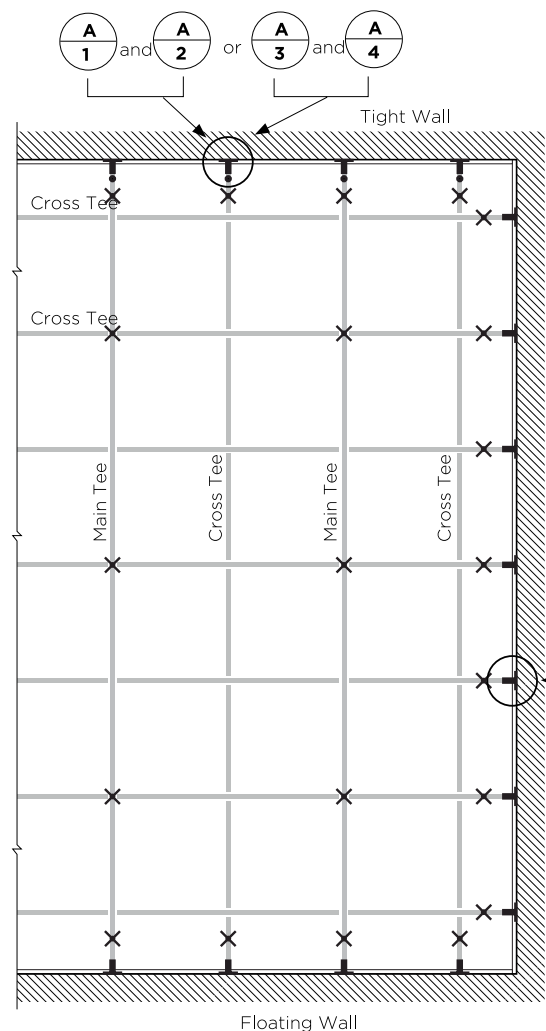 A A A A
1 and 2 or 3 and 4
Tight Wall
Cross Tee
Cross Tee
Main Tee
Cross Tee
Main Tee
Cross Tee
Floating Wall